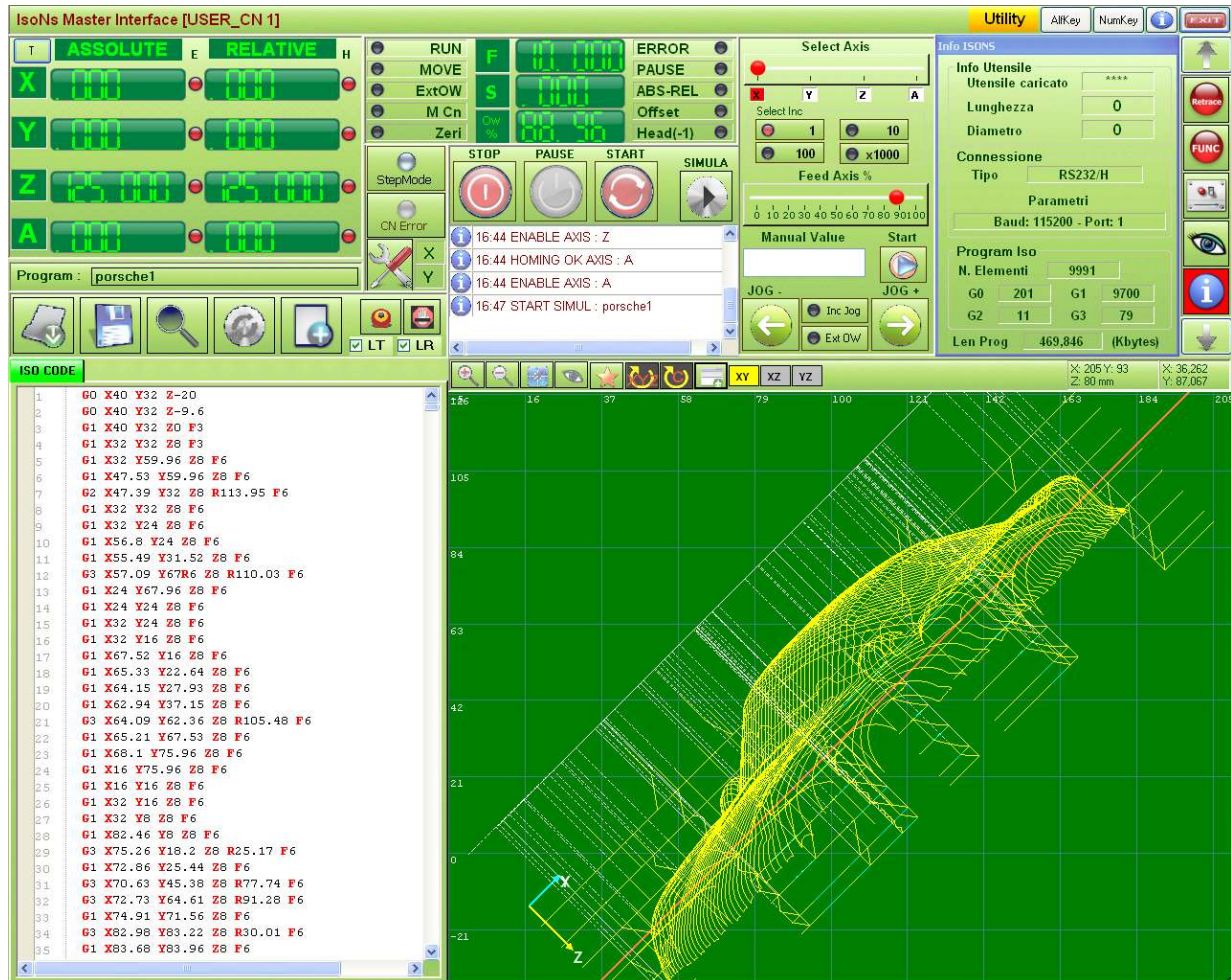 IsoNs Master Interface [USER_CN 1]
Utility
AlfKey
NumKey
EXIT
T
ABSOLUTE
E
RELATIVE
H
X
.000
.000
Y
.000
.000
Z
125.000
125.000
A
.000
.000
Program :
porsche1
LT
LR
RUN
MOVE
ExtOW
M Cn
Zeri
F
10.000
S
.000
Ow
%
ERROR
PAUSE
ABS-REL
Offset
Head(-1)
StepMode
CN Error
X
Y
STOP
PAUSE
START
SIMULA
16:44 ENABLE AXIS : Z
16:44 HOMING OK AXIS : A
16:44 ENABLE AXIS : A
16:47 START SIMUL : porsche1
Select Axis
X
Y
Z
A
Select Inc
1
10
100
x1000
Feed Axis %
0 10 20 30 40 50 60 70 80 90 100
Manual Value
Start
JOG -
JOG +
Inc Jog
Ext OW
Info ISONS
Info Utensile
Utensile caricato
****
Lunghezza
0
Diametro
0
Connessione
Tipo
RS232/H
Parametri
Baud: 115200 - Port: 1
Program Iso
N. Elementi
9991
G0
201
G1
9700
G2
11
G3
79
Len Prog
469,846
(Kbytes)
Retrace
FUNC
ISO CODE
1 G0 X40 Y32 Z-20
2 G0 X40 Y32 Z-9.6
3 G1 X40 Y32 Z0 F3
4 G1 X32 Y32 Z8 F3
5 G1 X32 Y59.96 Z8 F6
6 G1 X47.53 Y59.96 Z8 F6
7 G2 X47.39 Y32 Z8 R113.95 F6
8 G1 X32 Y32 Z8 F6
9 G1 X32 Y24 Z8 F6
10 G1 X56.8 Y24 Z8 F6
11 G1 X55.49 Y31.52 Z8 F6
12 G3 X57.09 Y67R6 Z8 R110.03 F6
13 G1 X24 Y67.96 Z8 F6
14 G1 X24 Y24 Z8 F6
15 G1 X32 Y24 Z8 F6
16 G1 X32 Y16 Z8 F6
17 G1 X67.52 Y16 Z8 F6
18 G1 X65.33 Y22.64 Z8 F6
19 G1 X64.15 Y27.93 Z8 F6
20 G1 X62.94 Y37.15 Z8 F6
21 G3 X64.09 Y62.36 Z8 R105.48 F6
22 G1 X65.21 Y67.53 Z8 F6
23 G1 X68.1 Y75.96 Z8 F6
24 G1 X16 Y75.96 Z8 F6
25 G1 X16 Y16 Z8 F6
26 G1 X32 Y16 Z8 F6
27 G1 X32 Y8 Z8 F6
28 G1 X82.46 Y8 Z8 F6
29 G3 X75.26 Y18.2 Z8 R25.17 F6
30 G1 X72.86 Y25.44 Z8 F6
31 G3 X70.63 Y45.38 Z8 R77.74 F6
32 G3 X72.73 Y64.61 Z8 R91.28 F6
33 G1 X74.91 Y71.56 Z8 F6
34 G3 X82.98 Y83.22 Z8 R30.01 F6
35 G1 X83.68 Y83.96 Z8 F6
XY
XZ
YZ
X: 205 Y: 93
Z: 80 mm
X: 36,262
Y: 87,067
16 37 58 79 100 121 142 163 184 205
105
84
63
42
21
0
-21
X
Z